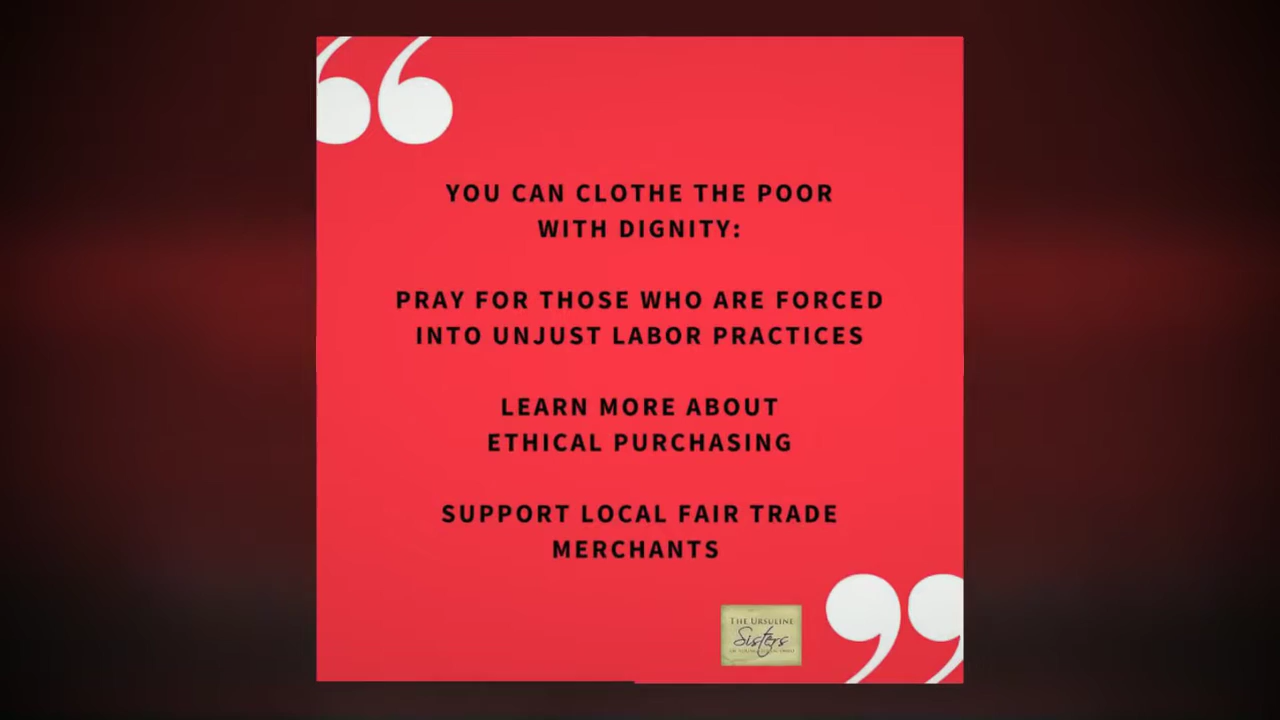 YOU CAN CLOTHE THE POOR
WITH DIGNITY:
PRAY FOR THOSE WHO ARE FORCED
INTO UNJUST LABOR PRACTICES
LEARN MORE ABOUT
ETHICAL PURCHASING
SUPPORT LOCAL FAIR TRADE
MERCHANTS
THE URSULINE
Sisters